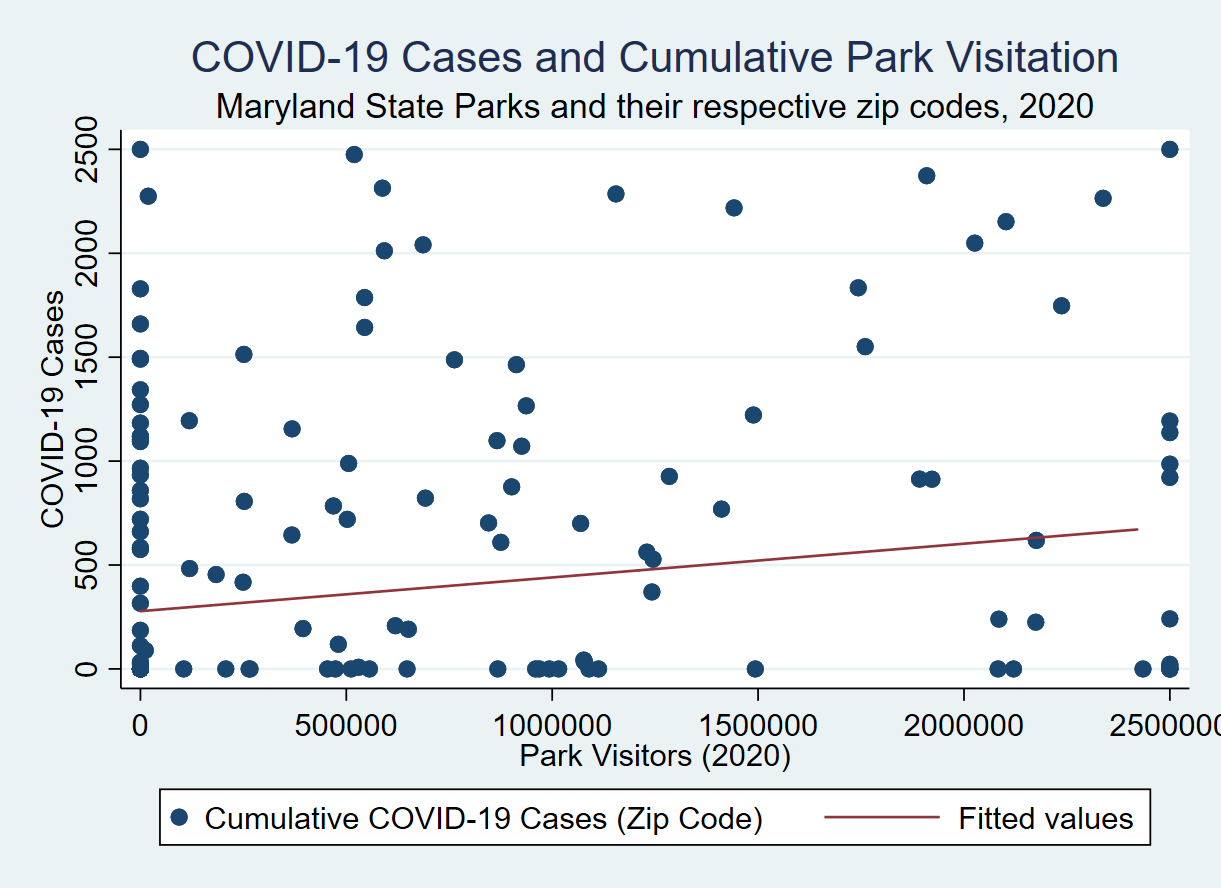 COVID-19 Cases and Cumulative Park Visitation
Maryland State Parks and their respective zip codes, 2020
COVID-19 Cases
2500
2000
1500
1000
500
0
0 500000 1000000 1500000 2000000 2500000
Park Visitors (2020)
Cumulative COVID-19 Cases (Zip Code) Fitted values